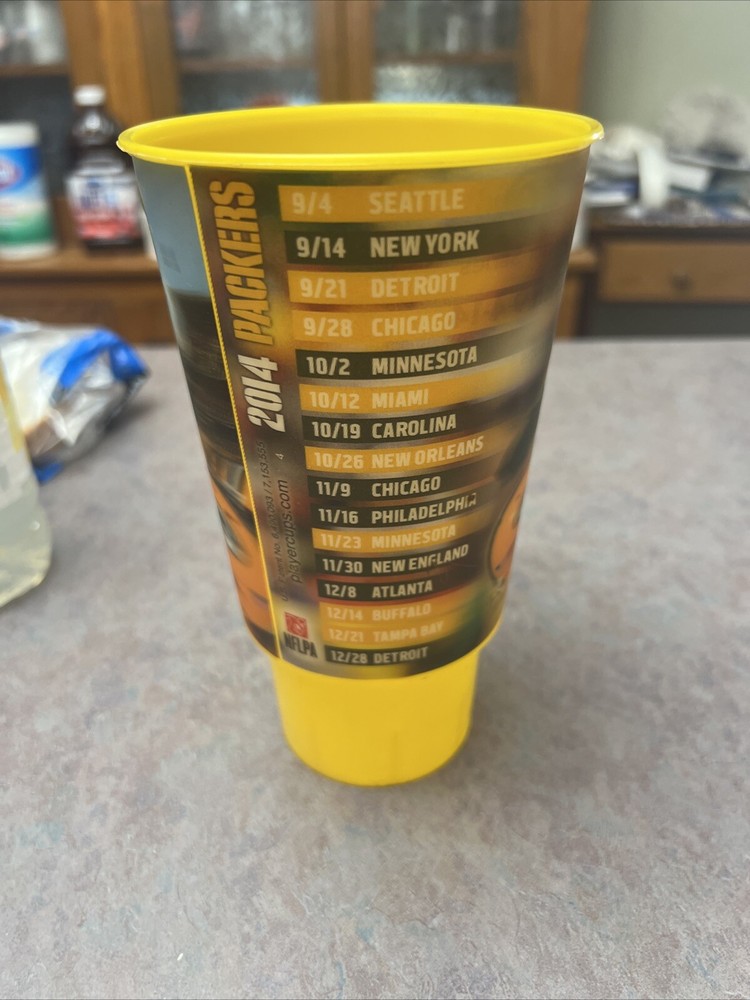 2014 PACKERS
9/4 SEATTLE
9/14 NEW YORK
9/21 DETROIT
9/28 CHICAGO
10/2 MINNESOTA
10/12 MIAMI
10/19 CAROLINA
10/26 NEW ORLEANS
11/9 CHICAGO
11/16 PHILADELPHIA
11/23 MINNESOTA
11/30 NEW ENGLAND
12/8 ATLANTA
12/14 BUFFALO
12/21 TAMPA BAY
12/28 DETROIT
playercups.com
4
NFLPA